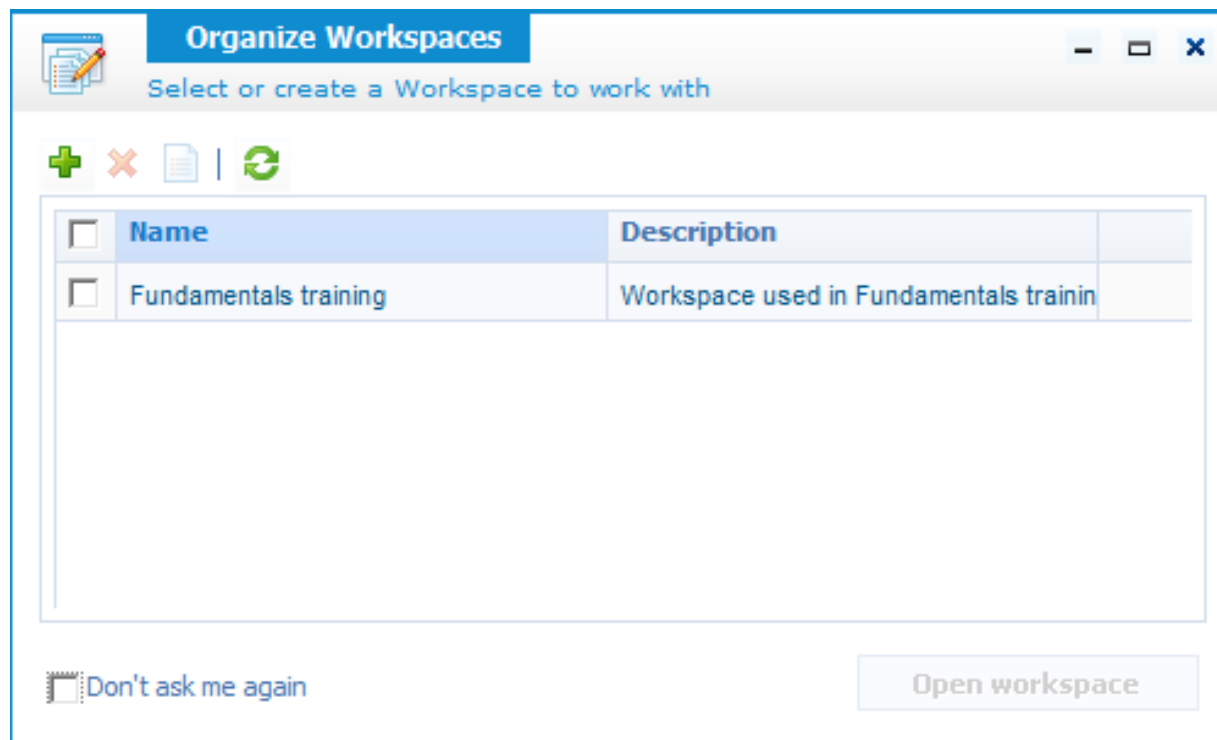 Organize Workspaces
Select or create a Workspace to work with
Name Description
Fundamentals training Workspace used in Fundamentals trainin
Don't ask me again Open workspace